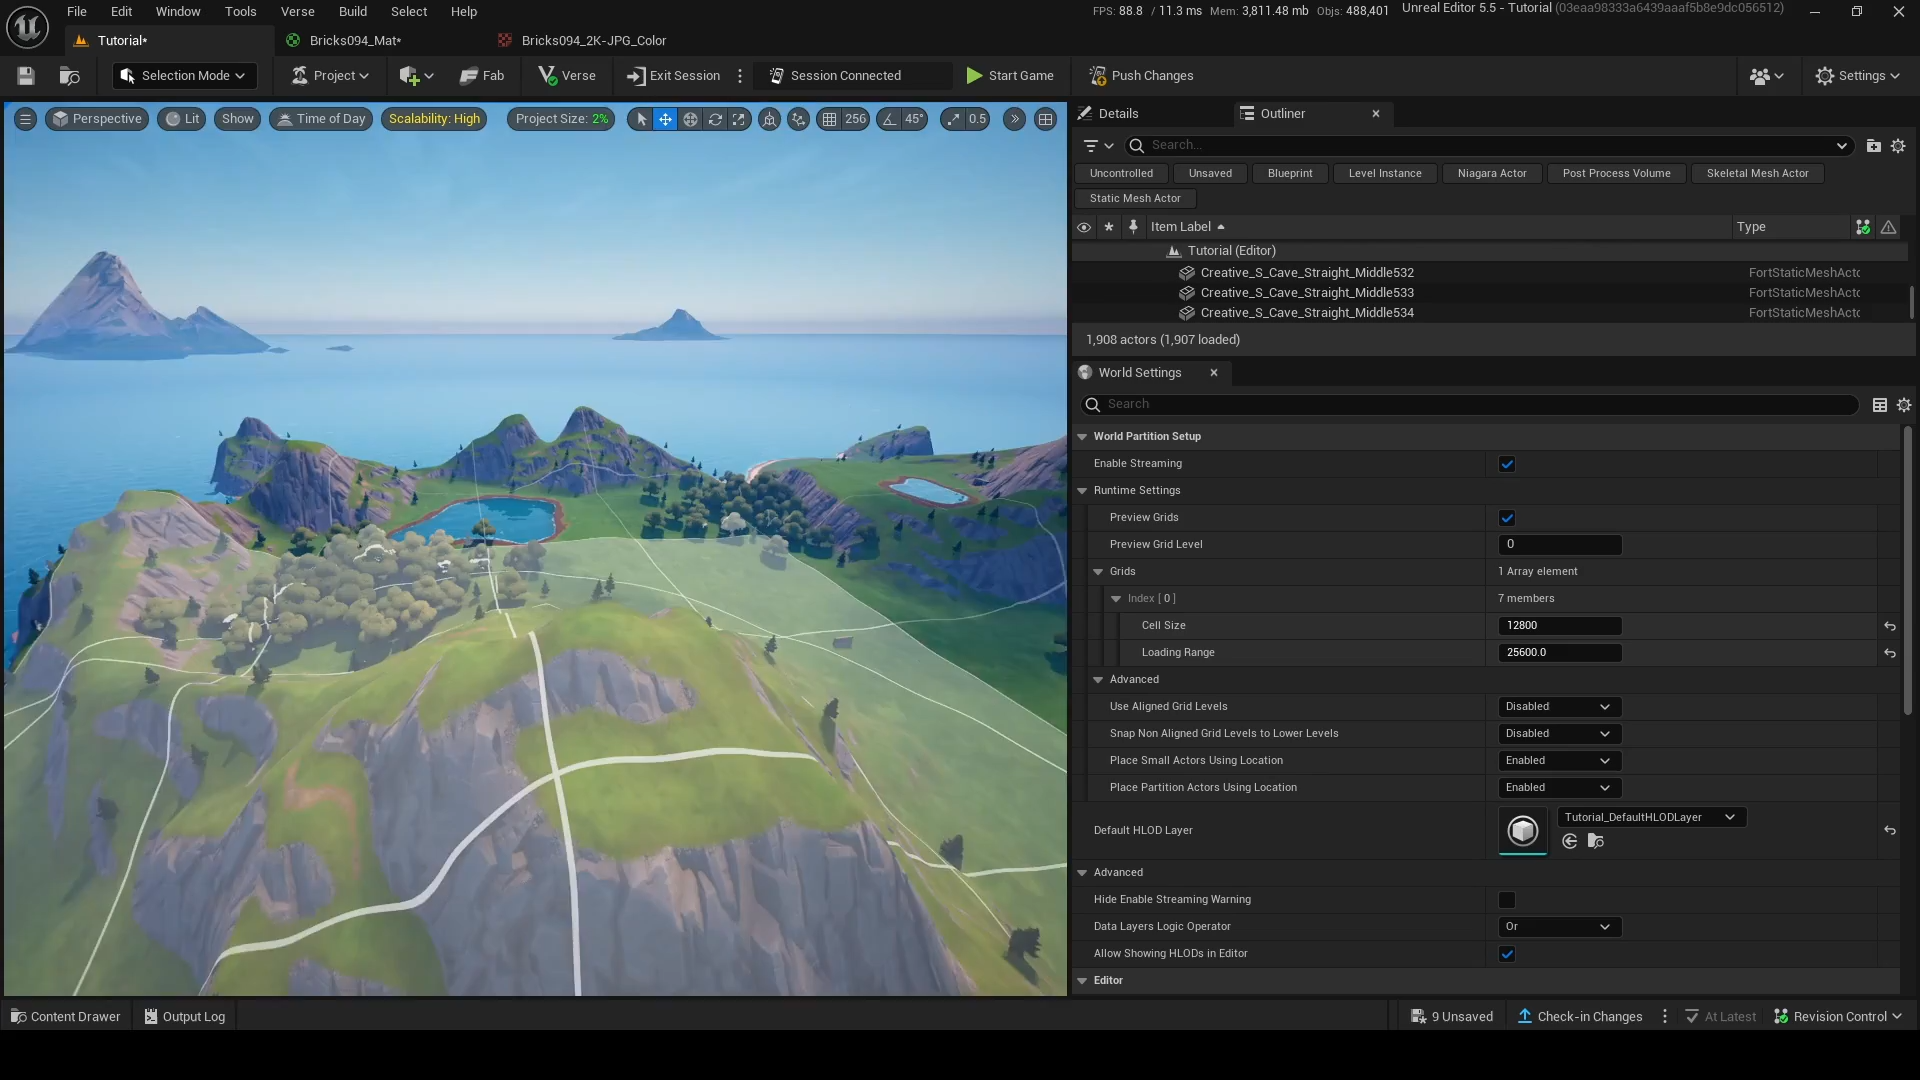 File Edit Window Tools Verse Build Select Help
FPS: 88.8 / 11.3 ms Mem: 3,811.48 mb Objs: 488,401 Unreal Editor 5.5 - Tutorial (03eaa98333a6439aaaf5b8e9dc056512)
Tutorial* Bricks094_Mat* Bricks094_2K-JPG_Color
Selection Mode Project Fab Verse Exit Session Session Connected Start Game Push Changes Settings
Perspective Lit Show Time of Day Scalability: High Project Size: 2% 256 45° 0.5
Details Outliner
Search...
Uncontrolled Unsaved Blueprint Level Instance Niagara Actor Post Process Volume Skeletal Mesh Actor
Static Mesh Actor
Item Label Type
Tutorial (Editor)
Creative_S_Cave_Straight_Middle532 FortStaticMeshActo
Creative_S_Cave_Straight_Middle533 FortStaticMeshActo
Creative_S_Cave_Straight_Middle534 FortStaticMeshActo
1,908 actors (1,907 loaded)
World Settings
Search
World Partition Setup
Enable Streaming
Runtime Settings
Preview Grids
Preview Grid Level 0
Grids 1 Array element
Index [ 0 ] 7 members
Cell Size 12800
Loading Range 25600.0
Advanced
Use Aligned Grid Levels Disabled
Snap Non Aligned Grid Levels to Lower Levels Disabled
Place Small Actors Using Location Enabled
Place Partition Actors Using Location Enabled
Default HLOD Layer Tutorial_DefaultHLODLayer
Advanced
Hide Enable Streaming Warning
Data Layers Logic Operator Or
Allow Showing HLODs in Editor
Editor
Content Drawer Output Log 9 Unsaved Check-in Changes At Latest Revision Control